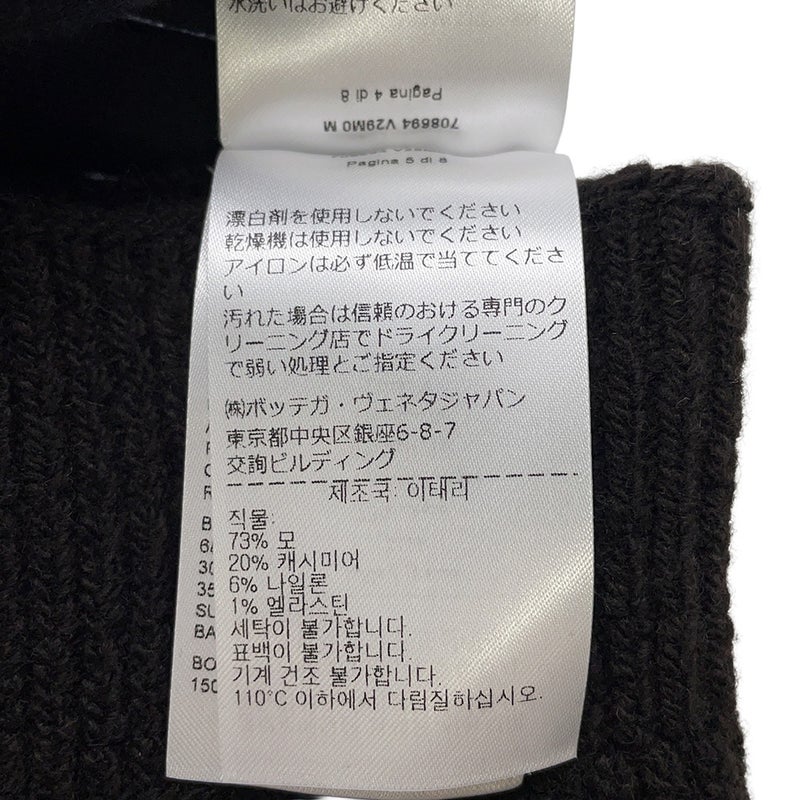 水洗いはお避けください
Pagina 4 di 8
708694 V29M0 M
Pagina 5 di 8
漂白剤を使用しないでください
乾燥機は使用しないでください
アイロンは必ず低温で当ててくださ
い
汚れた場合は信頼のおける専門のク
リーニング店でドライクリーニング
で弱い処理とご指定ください
㈱ボッテガ・ヴェネタジャパン
東京都中央区銀座6-8-7
交詢ビルディング
제조국: 이태리
직물:
73% 모
20% 캐시미어
6% 나일론
1% 엘라스틴
세탁이 불가합니다.
표백이 불가합니다.
기계 건조 불가합니다.
110°C 이하에서 다림질하십시오.
SU
BA
BO
150